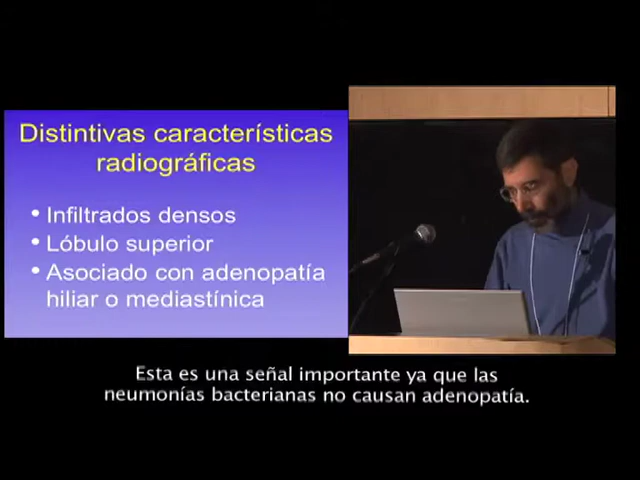 Distintivas características
radiográficas
• Infiltrados densos
• Lóbulo superior
• Asociado con adenopatía
hiliar o mediastínica
Esta es una señal importante ya que las
neumonías bacterianas no causan adenopatía.